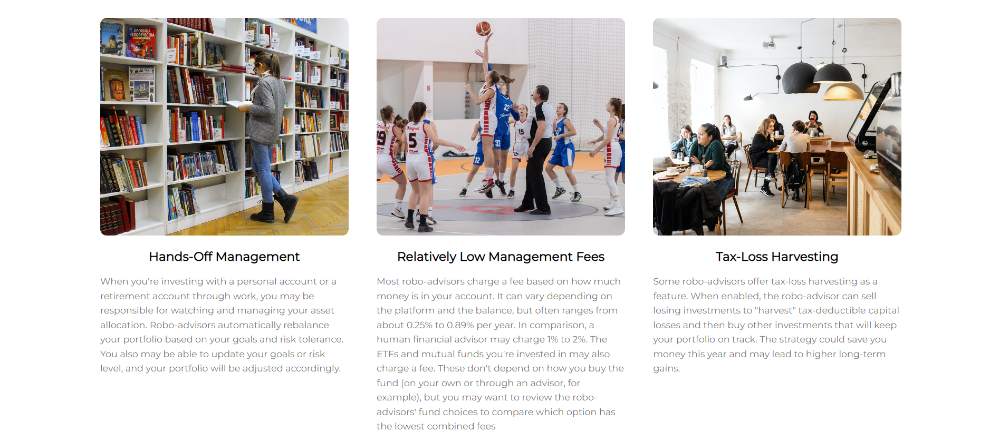 ЧУДЕСА
СВЕТА
ХРОНИКА
ЧЕЛОВЕЧЕСТВА
legrand
19
legrand
5
32
32
15
12
Hands-Off Management
When you're investing with a personal account or a
retirement account through work, you may be
responsible for watching and managing your asset
allocation. Robo-advisors automatically rebalance
your portfolio based on your goals and risk tolerance.
You also may be able to update your goals or risk
level, and your portfolio will be adjusted accordingly.
Relatively Low Management Fees
Most robo-advisors charge a fee based on how much
money is in your account. It can vary depending on
the platform and the balance, but often ranges from
about 0.25% to 0.89% per year. In comparison, a
human financial advisor may charge 1% to 2%. The
ETFs and mutual funds you're invested in may also
charge a fee. These don't depend on how you buy the
fund (on your own or through an advisor, for
example), but you may want to review the robo-
advisors' fund choices to compare which option has
the lowest combined fees
Tax-Loss Harvesting
Some robo-advisors offer tax-loss harvesting as a
feature. When enabled, the robo-advisor can sell
losing investments to "harvest" tax-deductible capital
losses and then buy other investments that will keep
your portfolio on track. The strategy could save you
money this year and may lead to higher long-term
gains.